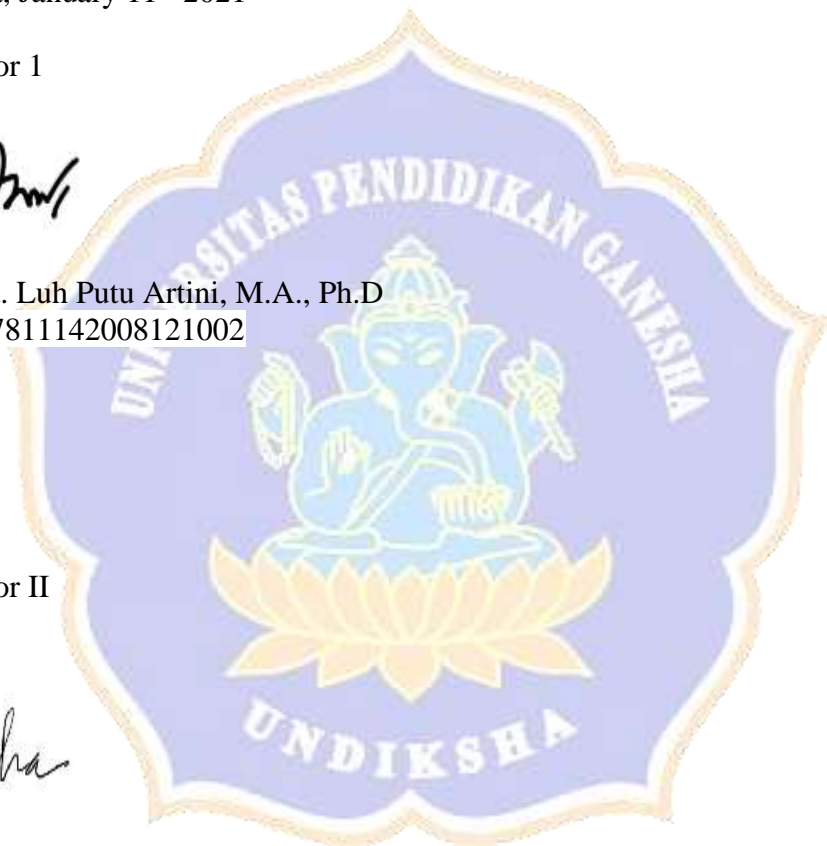 January 11 2021
or 1
UNIVERSITAS PENDIDIKAN GANESHA
. Luh Putu Artini, M.A., Ph.D
7811142008121002
or II
UNDIKSHA